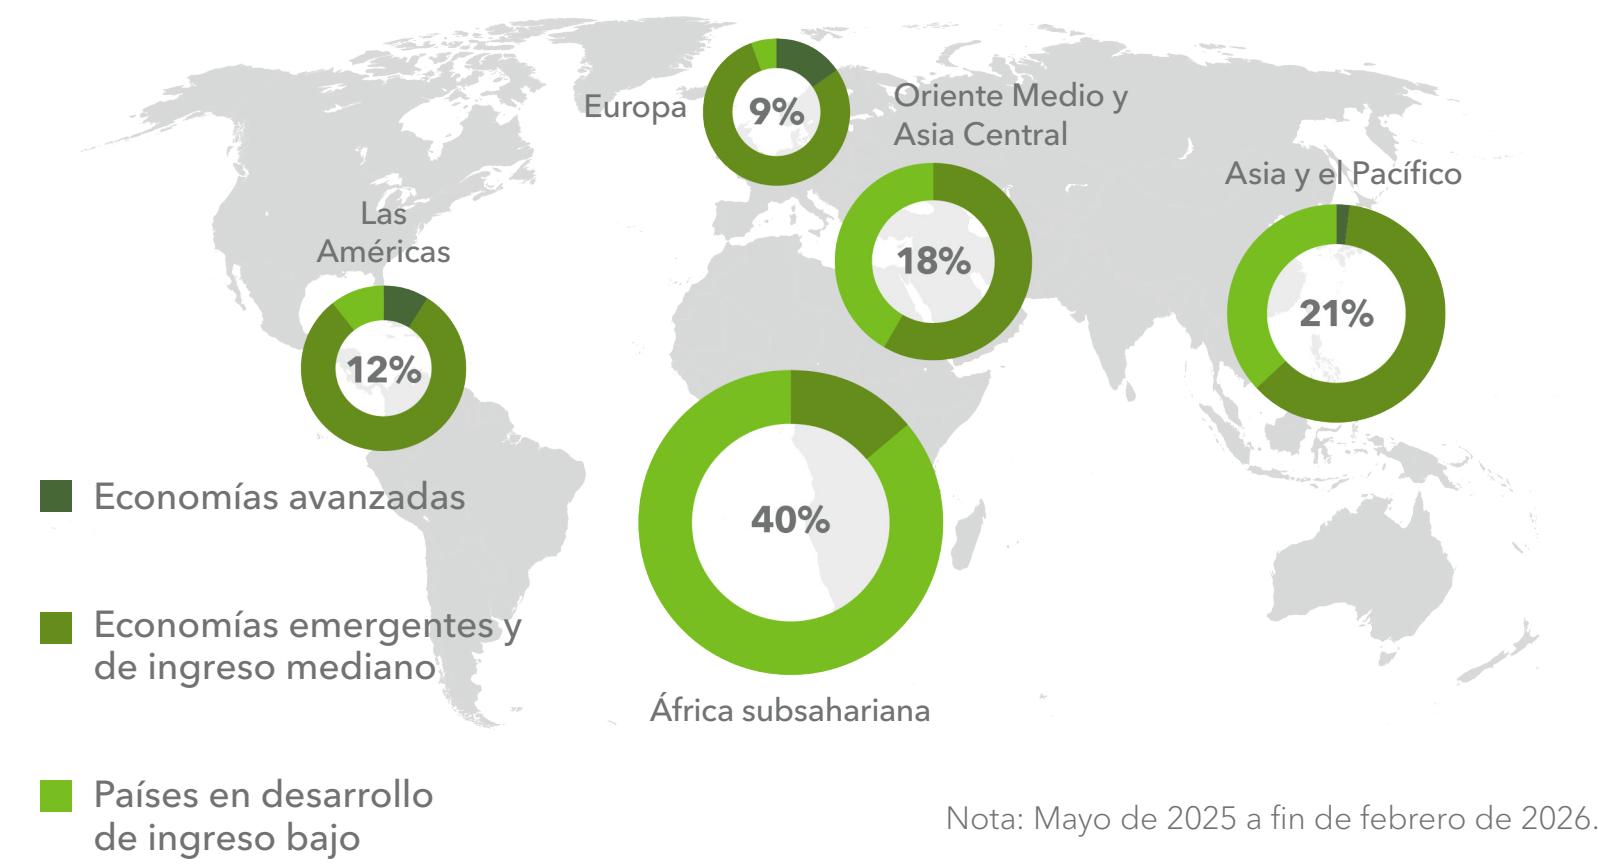 Europa
9%
Oriente Medio y
Asia Central
18%
Asia y el Pacífico
21%
Las
Américas
12%
40%
África subsahariana
Economías avanzadas
Economías emergentes y
de ingreso mediano
Países en desarrollo
de ingreso bajo
Nota: Mayo de 2025 a fin de febrero de 2026.